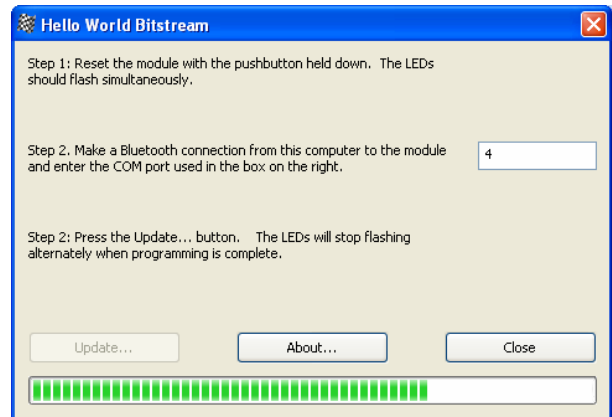 Hello World Bitstream
Step 1: Reset the module with the pushbutton held down.  The LEDs
should flash simultaneously.
Step 2. Make a Bluetooth connection from this computer to the module
and enter the COM port used in the box on the right.
4
Step 2: Press the Update... button.   The LEDs will stop flashing
alternately when programming is complete.
Update...
About...
Close